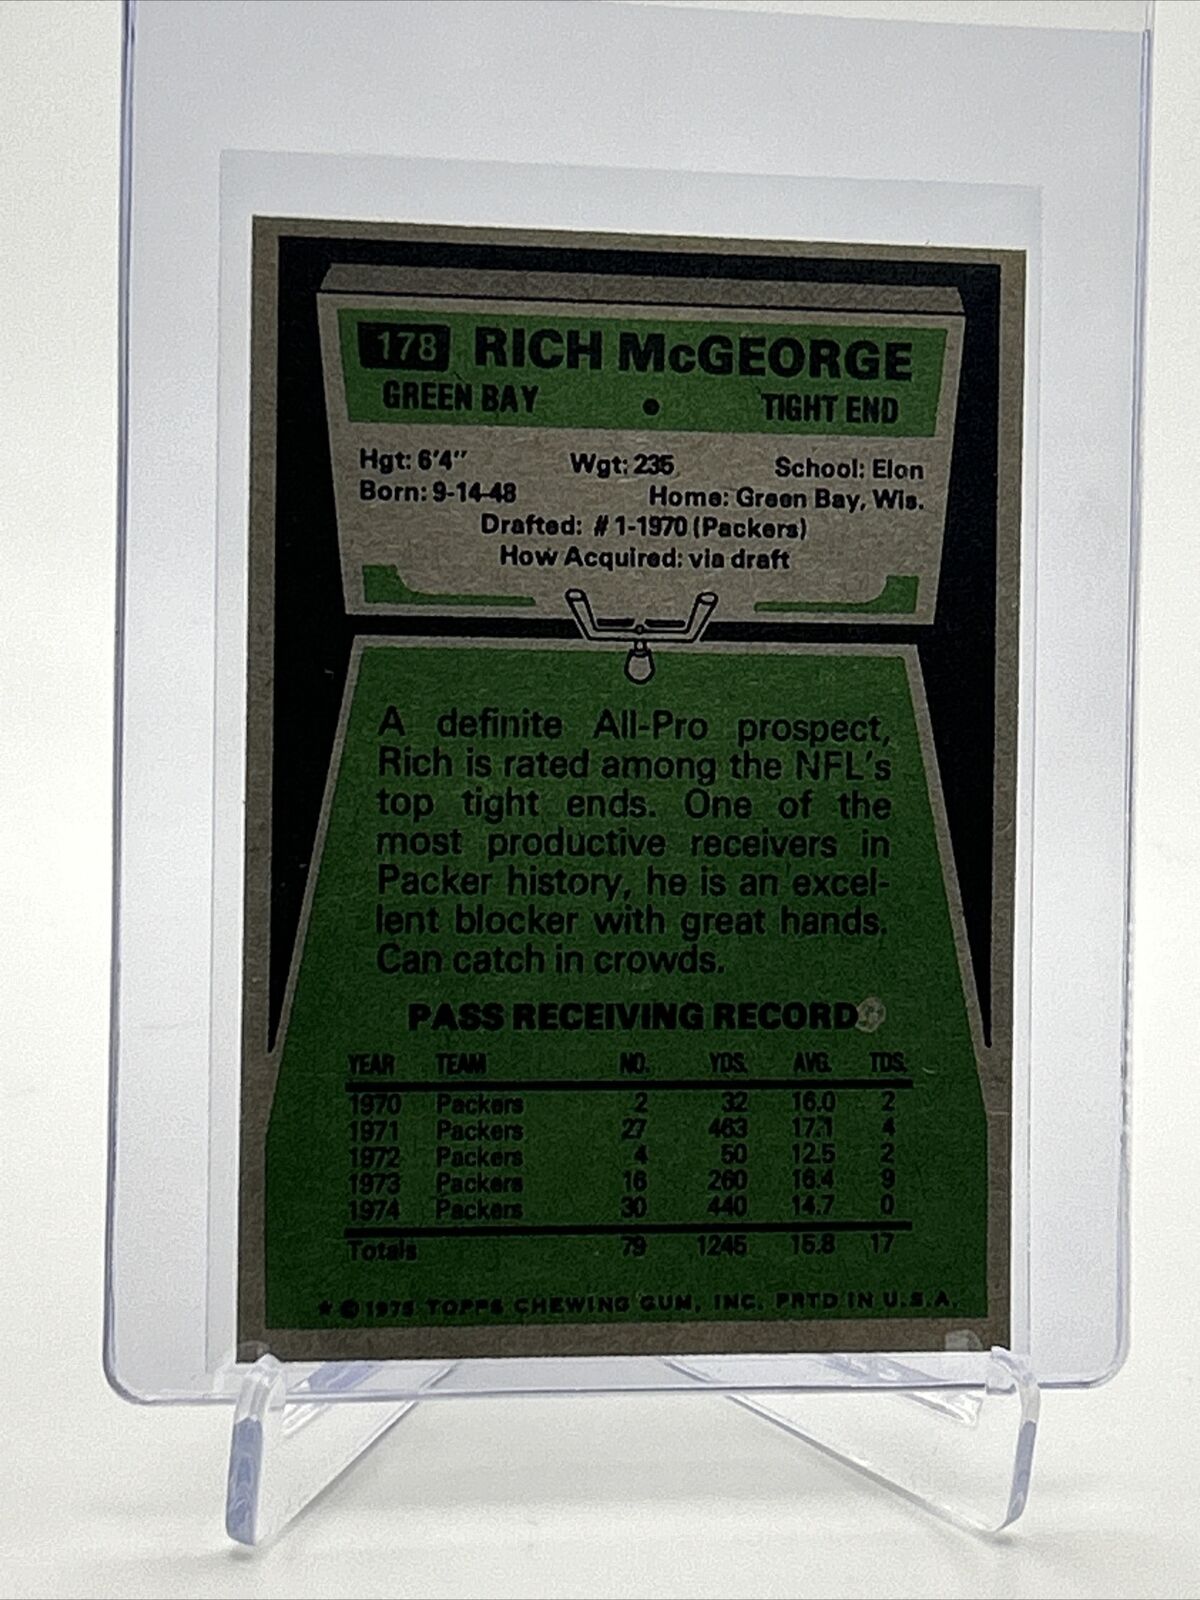 178 RICH McGEORGE
GREEN BAY • TIGHT END
Hgt: 6'4" Wgt: 235 School: Elon
Born: 9-14-48 Home: Green Bay, Wis.
Drafted: #1-1970 (Packers)
How Acquired: via draft
A definite All-Pro prospect,
Rich is rated among the NFL's
top tight ends. One of the
most productive receivers in
Packer history, he is an excel-
lent blocker with great hands.
Can catch in crowds.
PASS RECEIVING RECORD
YEAR TEAM NO. YDS. AVG. TDS.
1970 Packers 2 32 16.0 2
1971 Packers 27 463 17.1 4
1972 Packers 4 50 12.5 2
1973 Packers 16 260 16.4 9
1974 Packers 30 440 14.7 0
Totals 79 1245 15.8 17
★ © 1975 TOPPS CHEWING GUM, INC. PRTD IN U.S.A.